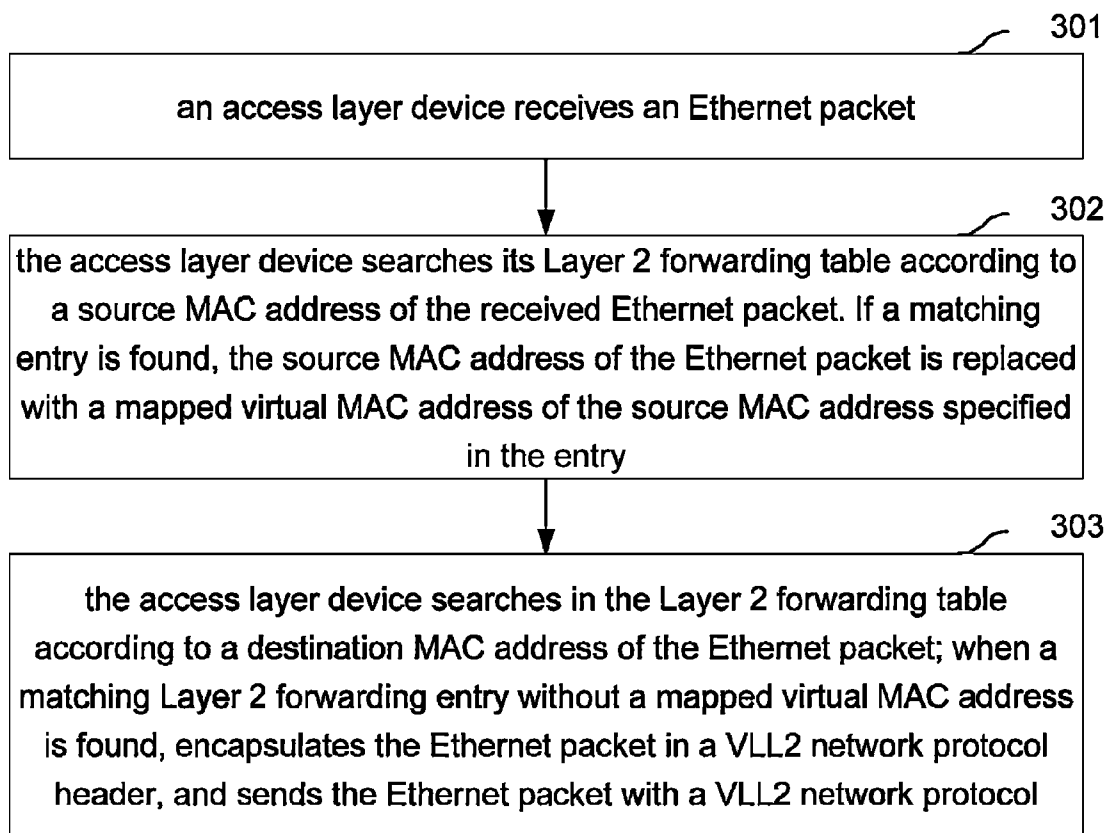 301
an access layer device receives an Ethernet packet
302
the access layer device searches its Layer 2 forwarding table according to
a source MAC address of the received Ethernet packet. If a matching
entry is found, the source MAC address of the Ethernet packet is replaced
with a mapped virtual MAC address of the source MAC address specified
in the entry
303
the access layer device searches in the Layer 2 forwarding table
according to a destination MAC address of the Ethernet packet; when a
matching Layer 2 forwarding entry without a mapped virtual MAC address
is found, encapsulates the Ethernet packet in a VLL2 network protocol
header, and sends the Ethernet packet with a VLL2 network protocol